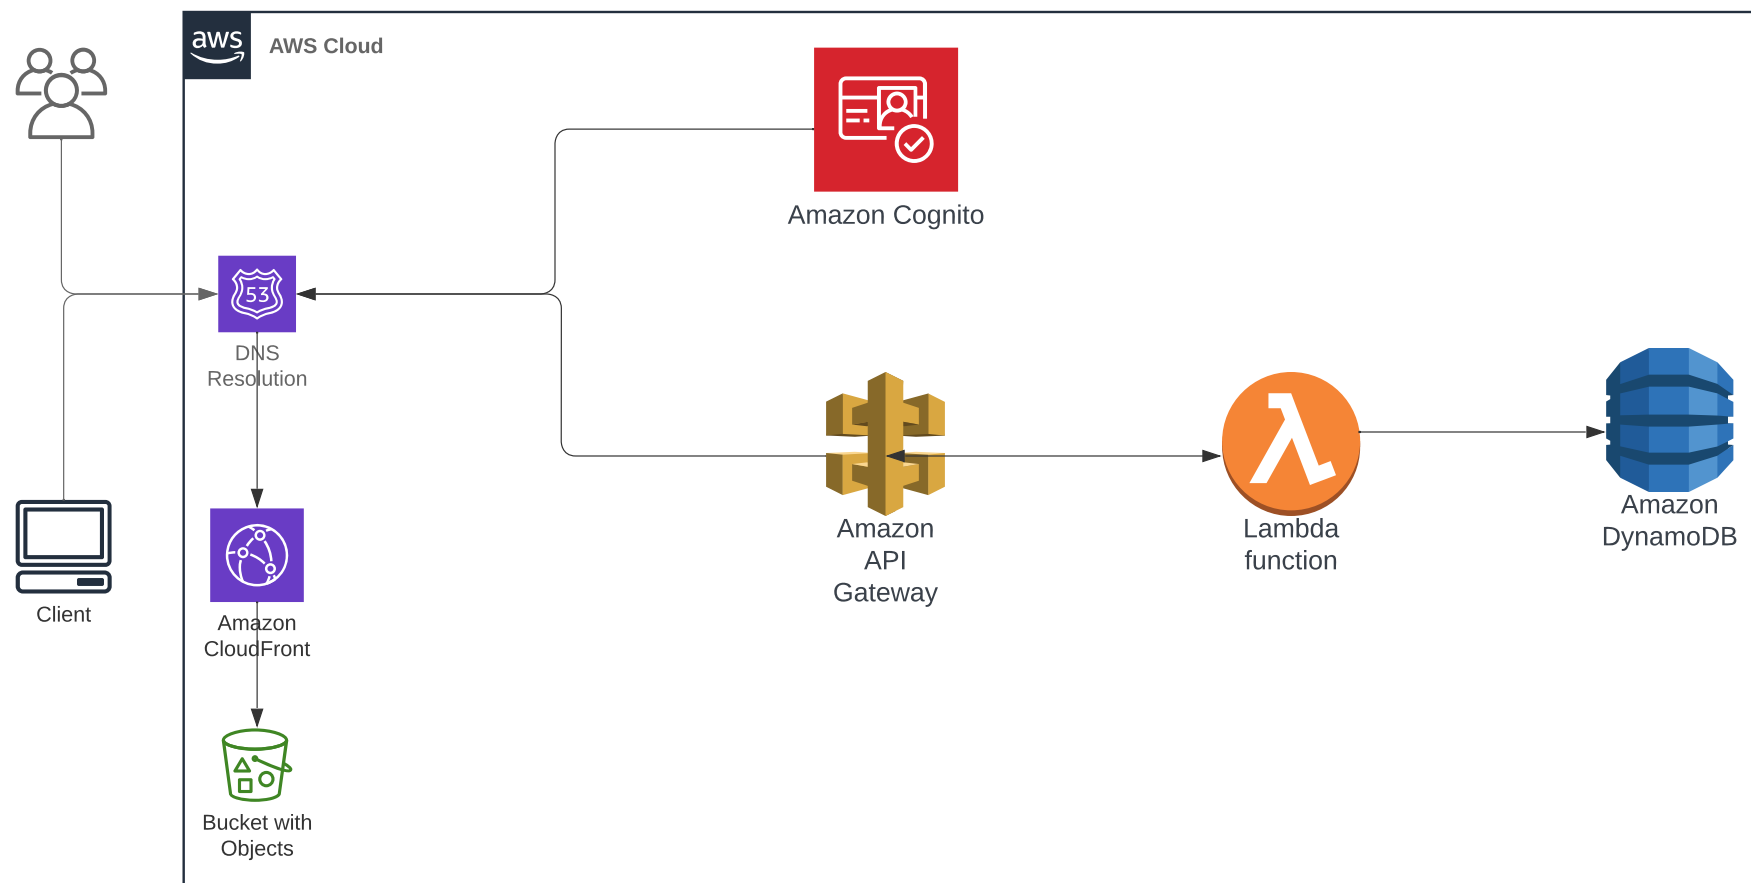 aws
AWS Cloud
Amazon Cognito
53
DNS
Resolution
Amazon
API
Gateway
Lambda
function
Amazon
DynamoDB
Client
Amazon
CloudFront
Bucket with
Objects